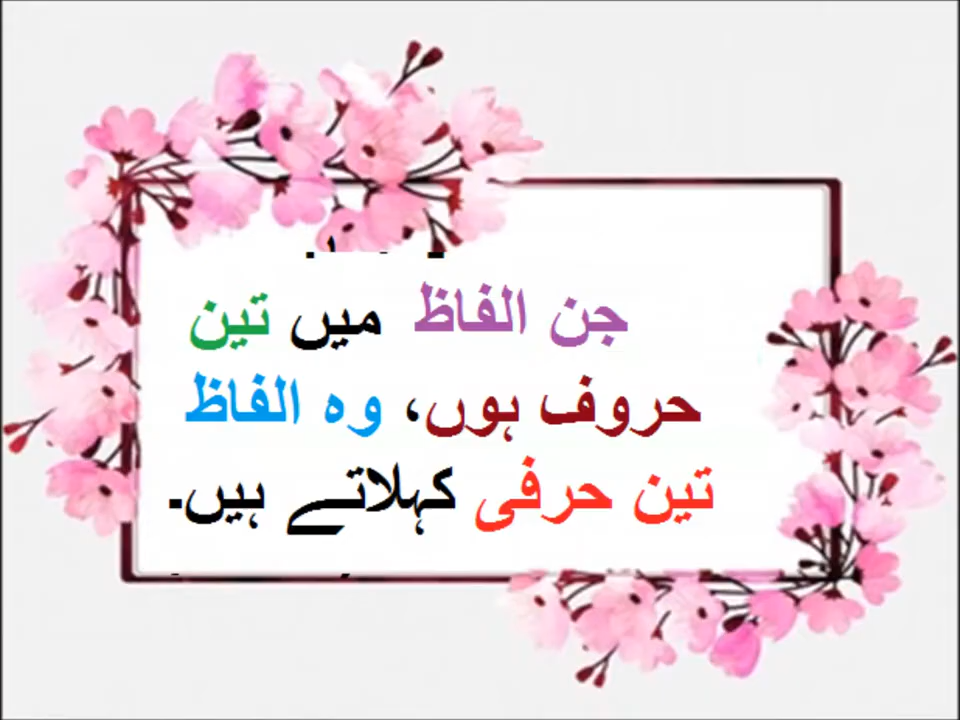 جن الفاظ میں تین
حروف ہوں، وہ الفاظ
تین حرفی کہلاتے ہیں۔